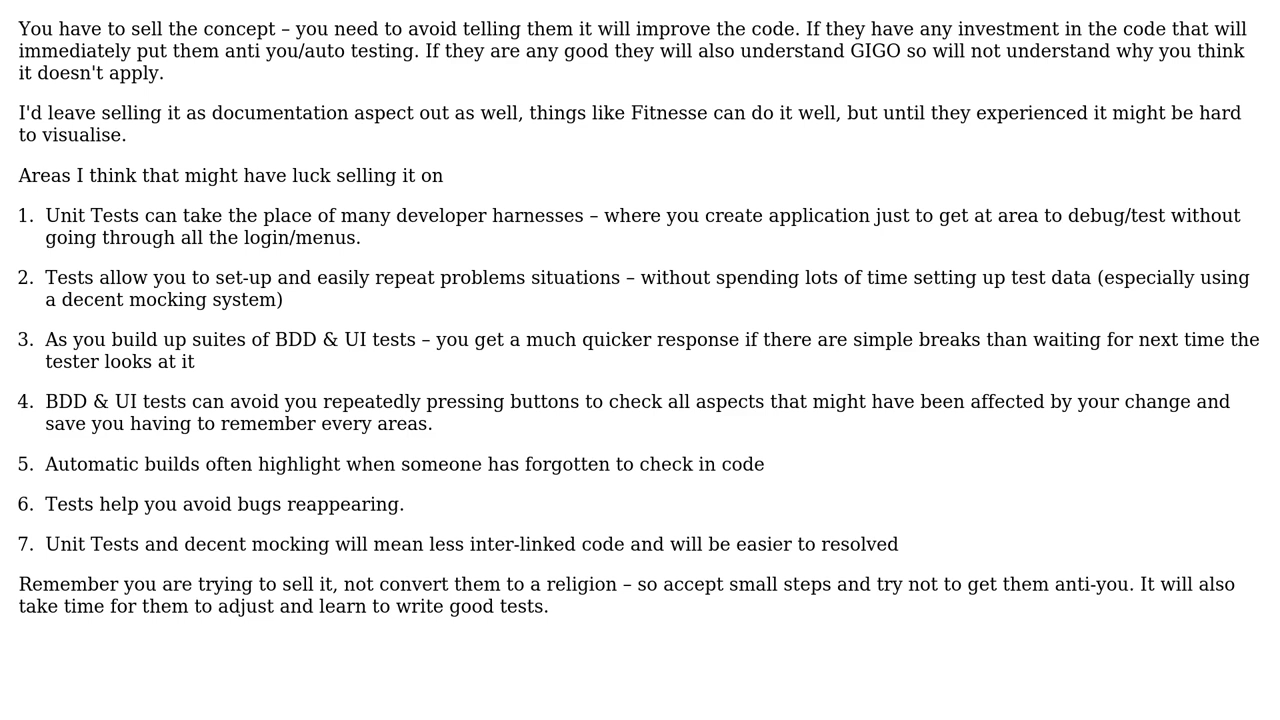 You have to sell the concept – you need to avoid telling them it will improve the code. If they have any investment in the code that will
immediately put them anti you/auto testing. If they are any good they will also understand GIGO so will not understand why you think
it doesn't apply.
I'd leave selling it as documentation aspect out as well, things like Fitnesse can do it well, but until they experienced it might be hard
to visualise.
Areas I think that might have luck selling it on
1. Unit Tests can take the place of many developer harnesses – where you create application just to get at area to debug/test without
going through all the login/menus.
2. Tests allow you to set-up and easily repeat problems situations – without spending lots of time setting up test data (especially using
a decent mocking system)
3. As you build up suites of BDD & UI tests – you get a much quicker response if there are simple breaks than waiting for next time the
tester looks at it
4. BDD & UI tests can avoid you repeatedly pressing buttons to check all aspects that might have been affected by your change and
save you having to remember every areas.
5. Automatic builds often highlight when someone has forgotten to check in code
6. Tests help you avoid bugs reappearing.
7. Unit Tests and decent mocking will mean less inter-linked code and will be easier to resolved
Remember you are trying to sell it, not convert them to a religion – so accept small steps and try not to get them anti-you. It will also
take time for them to adjust and learn to write good tests.